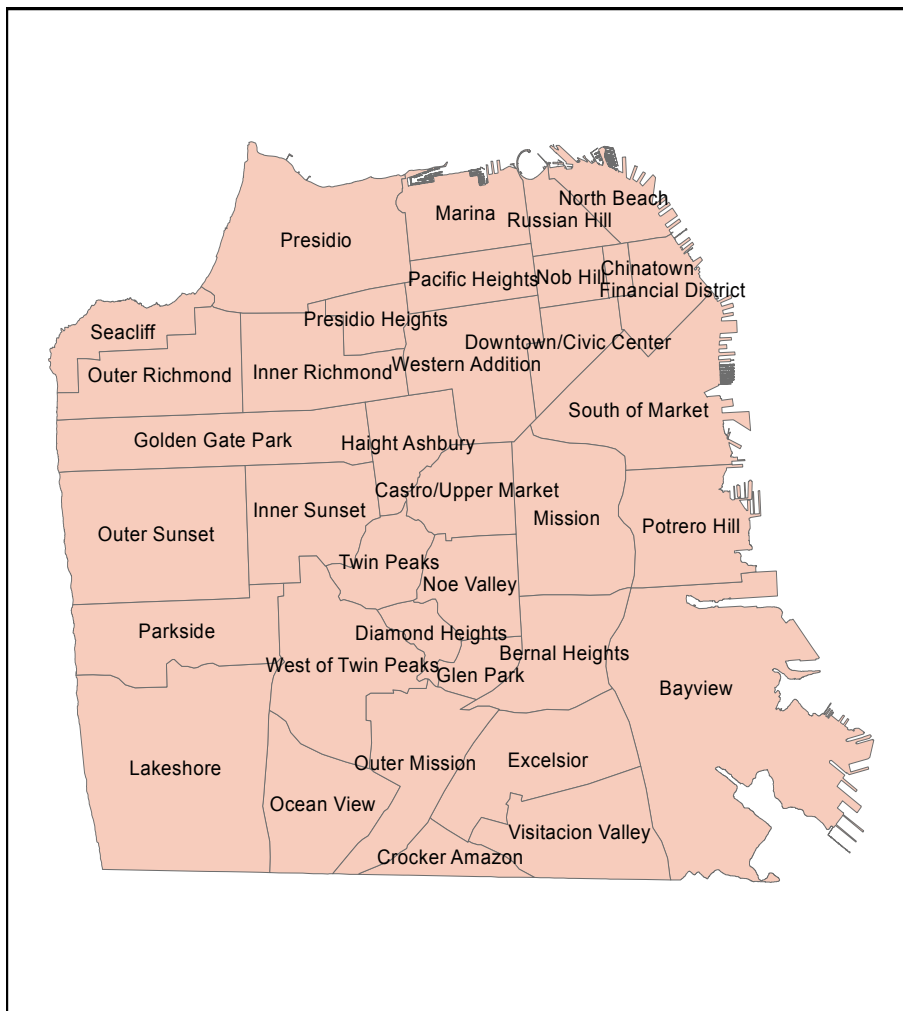 North Beach
Marina
Russian Hill
Presidio
Chinatown
Pacific Heights
Nob Hill
Financial District
Presidio Heights
Seacliff
Downtown/Civic Center
Western Addition
Outer Richmond
Inner Richmond
South of Market
Golden Gate Park
Haight Ashbury
Castro/Upper Market
Inner Sunset
Mission
Potrero Hill
Outer Sunset
Twin Peaks
Noe Valley
Parkside
Diamond Heights
Bernal Heights
West of Twin Peaks
Glen Park
Bayview
Excelsior
Outer Mission
Lakeshore
Ocean View
Visitacion Valley
Crocker Amazon